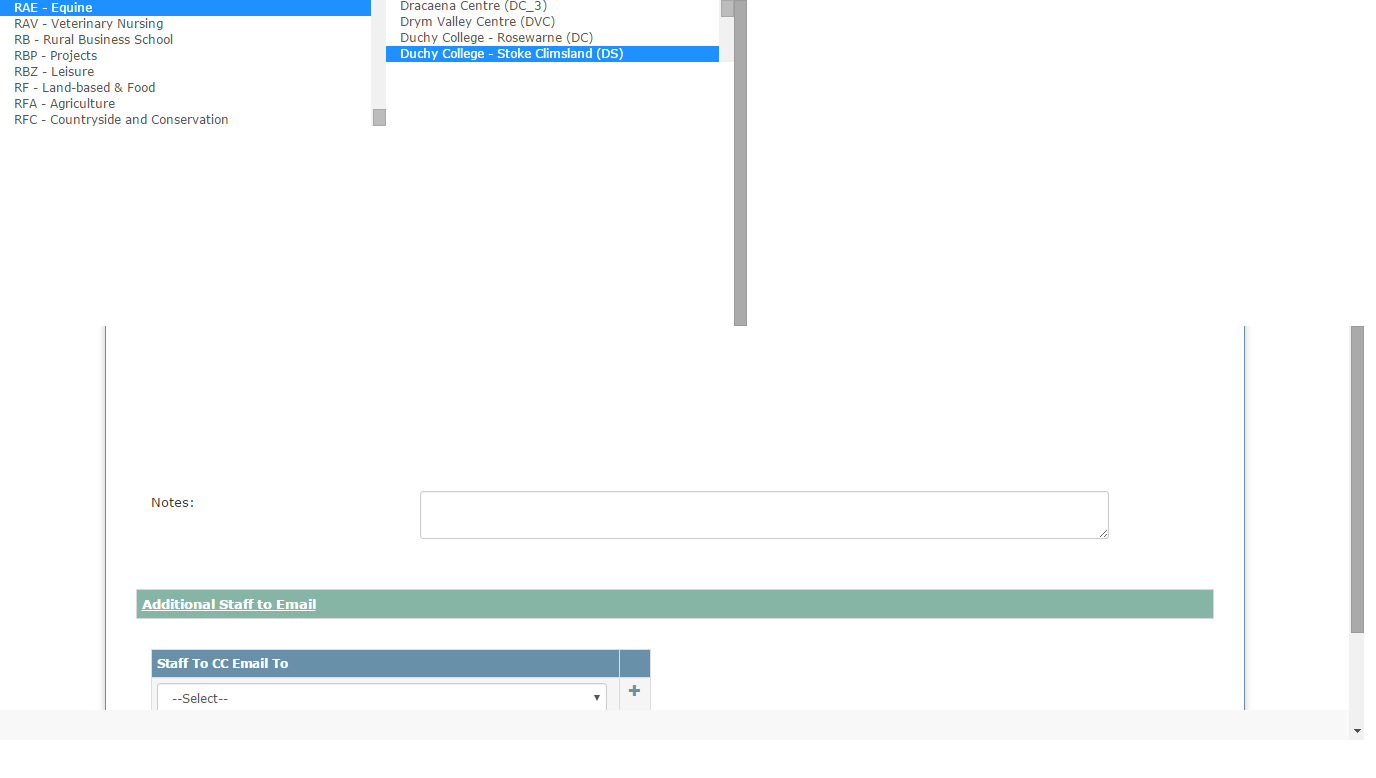 RAE - Equine
RAV - Veterinary Nursing
RB - Rural Business School
RBP - Projects
RBZ - Leisure
RF - Land-based & Food
RFA - Agriculture
RFC - Countryside and Conservation
Dracaena Centre (DC_3)
Drym Valley Centre (DVC)
Duchy College - Rosewarne (DC)
Duchy College - Stoke Climsland (DS)
Notes:
Additional Staff to Email
Staff To CC Email To
--Select--